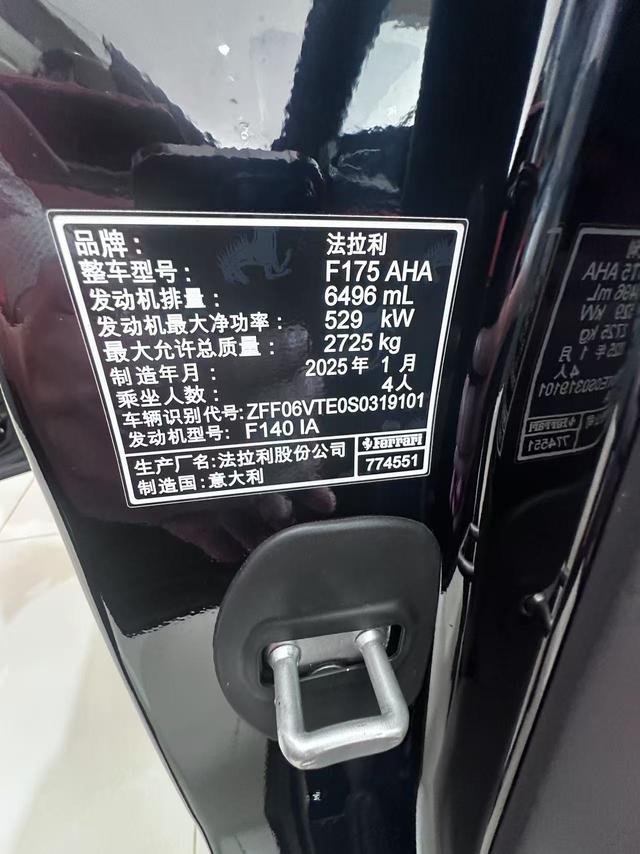 品牌: 法拉利
整车型号: F175 AHA
发动机排量: 6496 mL
发动机最大净功率: 529 kW
最大允许总质量: 2725 kg
制造年月: 2025年 1 月
乘坐人数: 4人
车辆识别代号: ZFF06VTE0S0319101
发动机型号: F140 IA
生产厂名:法拉利股份公司 Ferrari
制造国:意大利 774551